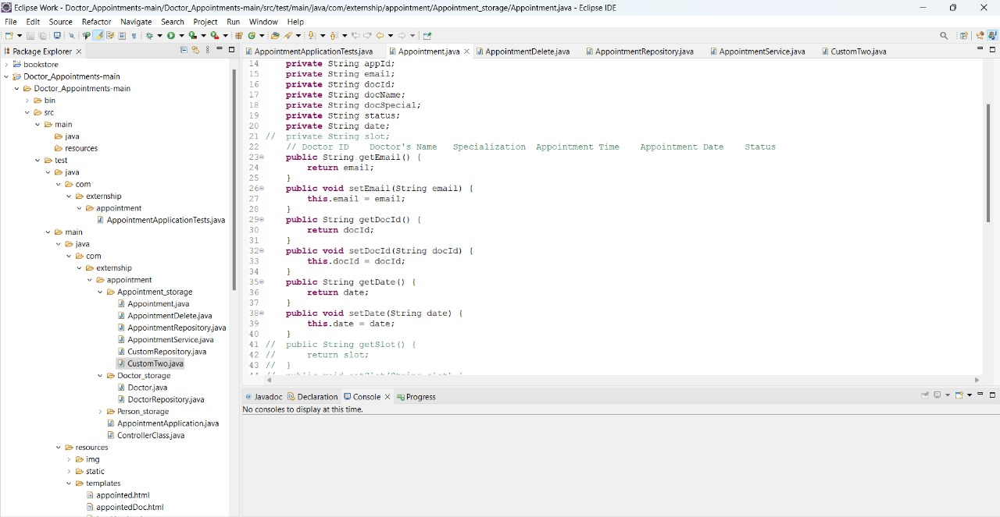 Eclipse Work - Doctor_Appointments-main/Doctor_Appointments-main/src/test/main/java/com/externship/appointment/Appointment_storage/Appointment.java - Eclipse IDE
File Edit Source Refactor Navigate Search Project Run Window Help
Package Explorer
bookstore
Doctor_Appointments-main
Doctor_Appointments-main
bin
src
main
java
resources
test
java
com
externship
appointment
AppointmentApplicationTests.java
main
java
com
externship
appointment
Appointment_storage
Appointment.java
AppointmentDelete.java
AppointmentRepository.java
AppointmentService.java
CustomRepository.java
CustomTwo.java
Doctor_storage
Doctor.java
DoctorRepository.java
Person_storage
AppointmentApplication.java
ControllerClass.java
resources
img
static
templates
appointed.html
appointedDoc.html
AppointmentApplicationTests.java Appointment.java AppointmentDelete.java AppointmentRepository.java AppointmentService.java CustomTwo.java
14 private String appId;
15 private String email;
16 private String docId;
17 private String docName;
18 private String docSpecial;
19 private String status;
20 private String date;
21 // private String slot;
22 // Doctor ID Doctor's Name Specialization Appointment Time Appointment Date Status
23 public String getEmail() {
24 return email;
25 }
26 public void setEmail(String email) {
27 this.email = email;
28 }
29 public String getDocId() {
30 return docId;
31 }
32 public void setDocId(String docId) {
33 this.docId = docId;
34 }
35 public String getDate() {
36 return date;
37 }
38 public void setDate(String date) {
39 this.date = date;
40 }
41 // public String getSlot() {
42 // return slot;
43 // }
44 // public void setSlot(String slot) {
Javadoc Declaration Console Progress
No consoles to display at this time.